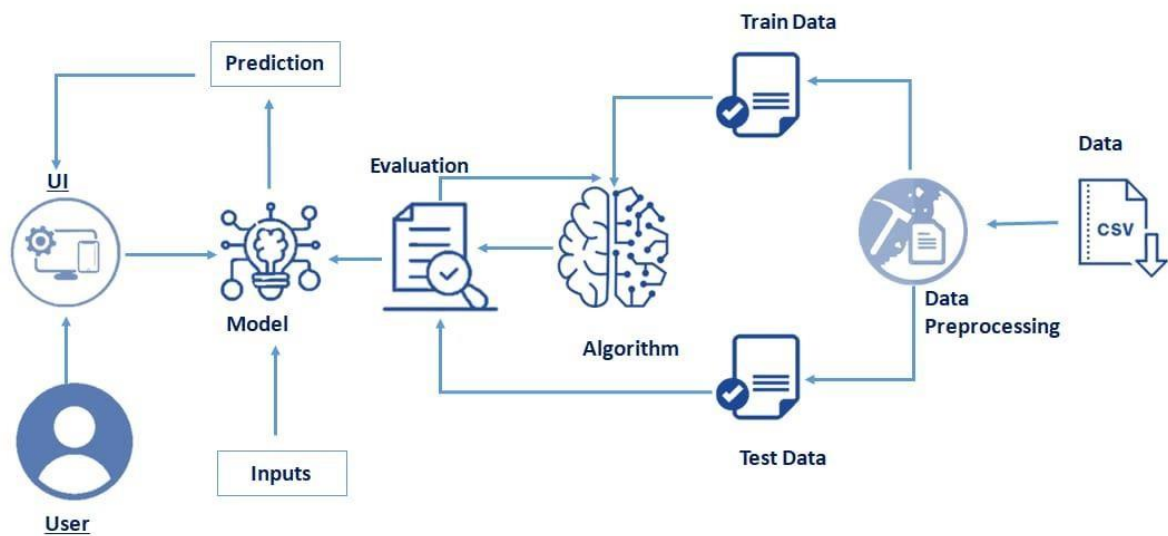 Train Data
Prediction
Data
Evaluation
UI
CSV
Data
Preprocessing
Model
Algorithm
Inputs
Test Data
User